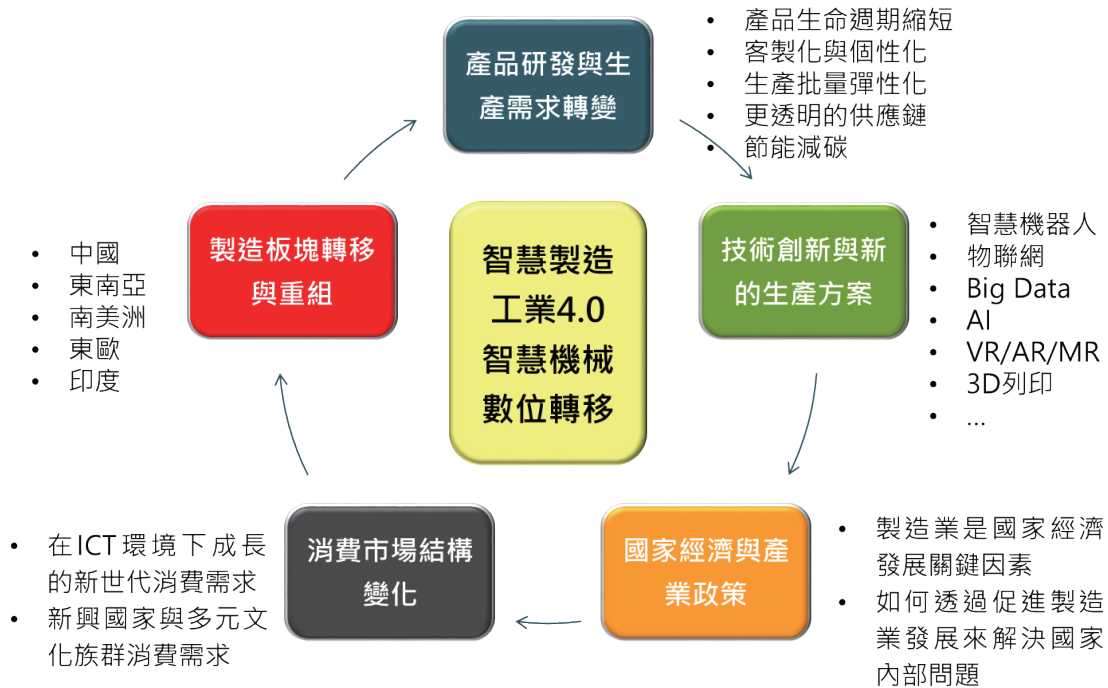 產品研發與生
產需求轉變
• 產品生命週期縮短
• 客製化與個性化
• 生產批量彈性化
• 更透明的供應鏈
• 節能減碳
技術創新與新
的生產方案
• 智慧機器人
• 物聯網
• Big Data
• AI
• VR/AR/MR
• 3D列印
• ...
國家經濟與產
業政策
• 製造業是國家經濟
發展關鍵因素
• 如何透過促進製造
業發展來解決國家
內部問題
消費市場結構
變化
• 在ICT環境下成長
的新世代消費需求
• 新興國家與多元文
化族群消費需求
製造板塊轉移
與重組
• 中國
• 東南亞
• 南美洲
• 東歐
• 印度
智慧製造
工業4.0
智慧機械
數位轉移